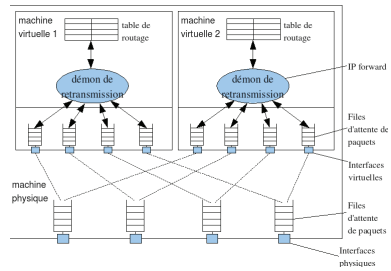 machine
virtuelle 1
table de
routage
machine
virtuelle 2
table de
routage
démon de
retransmission
démon de
retransmission
IP forward
Files
d'attente de
paquets
Interfaces
virtuelles
machine
physique
Files
d'attente
de paquets
Interfaces
physiques